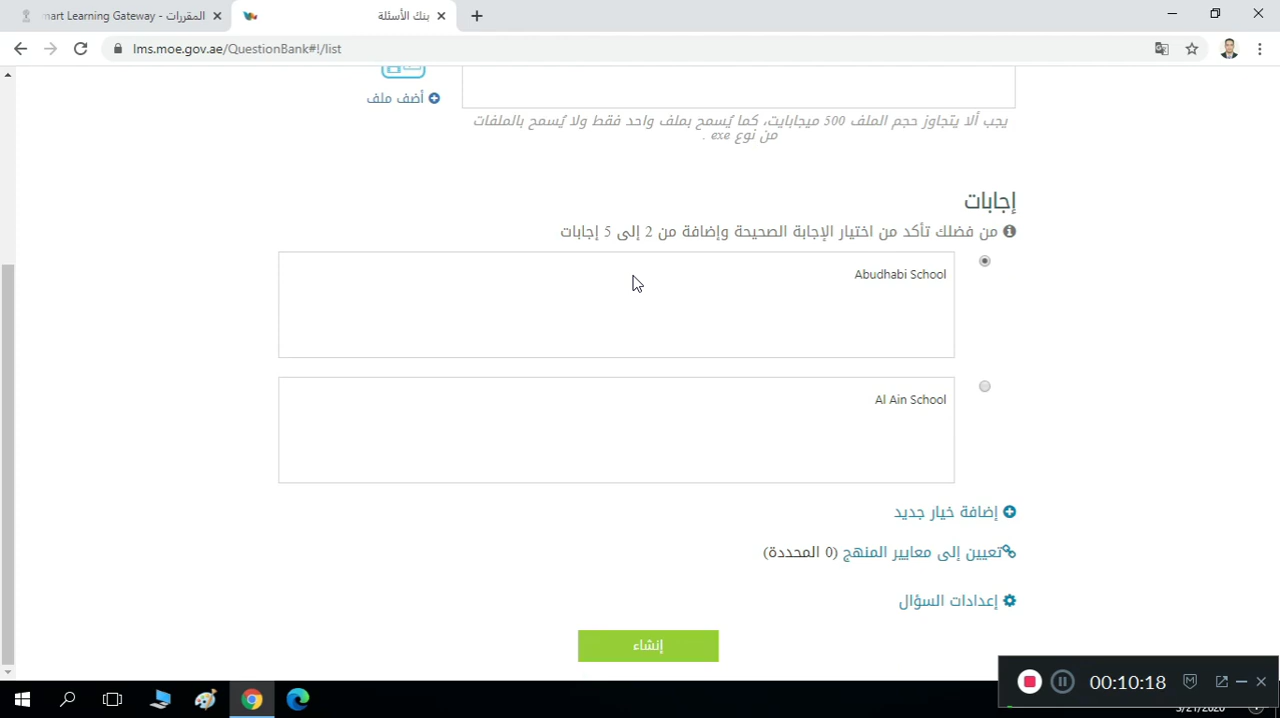 المقررات - mart Learning Gateway
بنك الأسئلة
lms.moe.gov.ae/QuestionBank#!/list
أضف ملف
يجب ألا يتجاوز حجم الملف 500 ميجابايت، كما يُسمح بملف واحد فقط ولا يُسمح بالملفات
من نوع exe .
إجابات
من فضلك تأكد من اختيار الإجابة الصحيحة وإضافة من 2 إلى 5 إجابات
Abudhabi School
Al Ain School
إضافة خيار جديد
تعيين إلى معايير المنهج (0 المحددة)
إعدادات السؤال
إنشاء
00:10:18